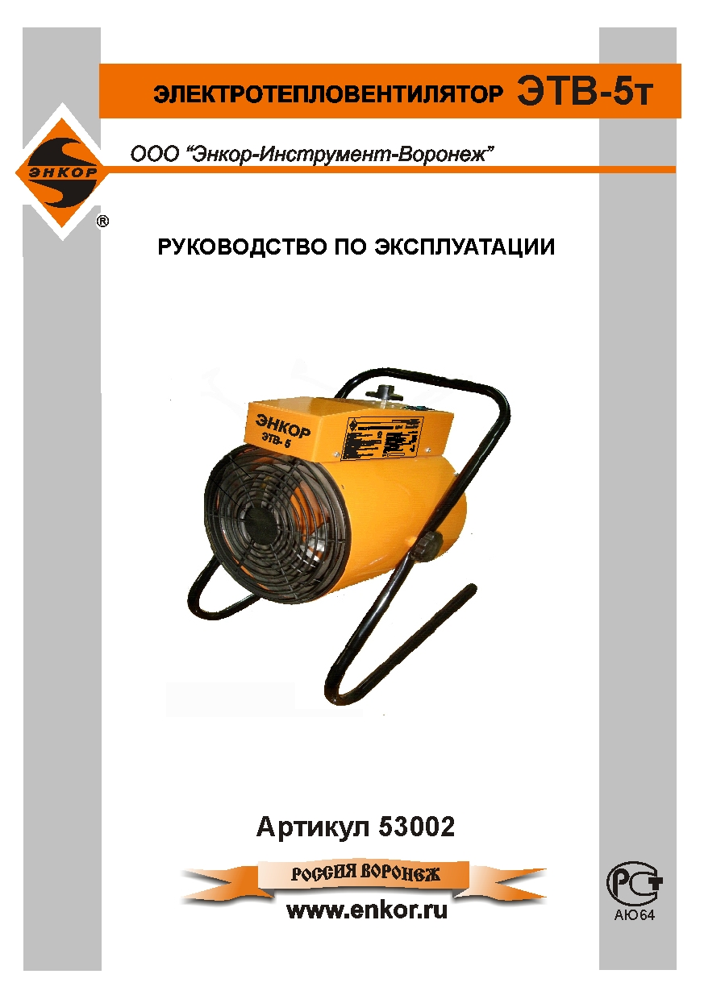 ЭЛЕКТРОТЕПЛОВЕНТИЛЯТОР ЭТВ-5т
ООО “Энкор-Инструмент-Воронеж”
ЭНКОР
®
РУКОВОДСТВО ПО ЭКСПЛУАТАЦИИ
ЭНКОР
ЭТВ- 5
Артикул 53002
РОССИЯ ВОРОНЕЖ
www.enkor.ru
РСТ
АЮ64